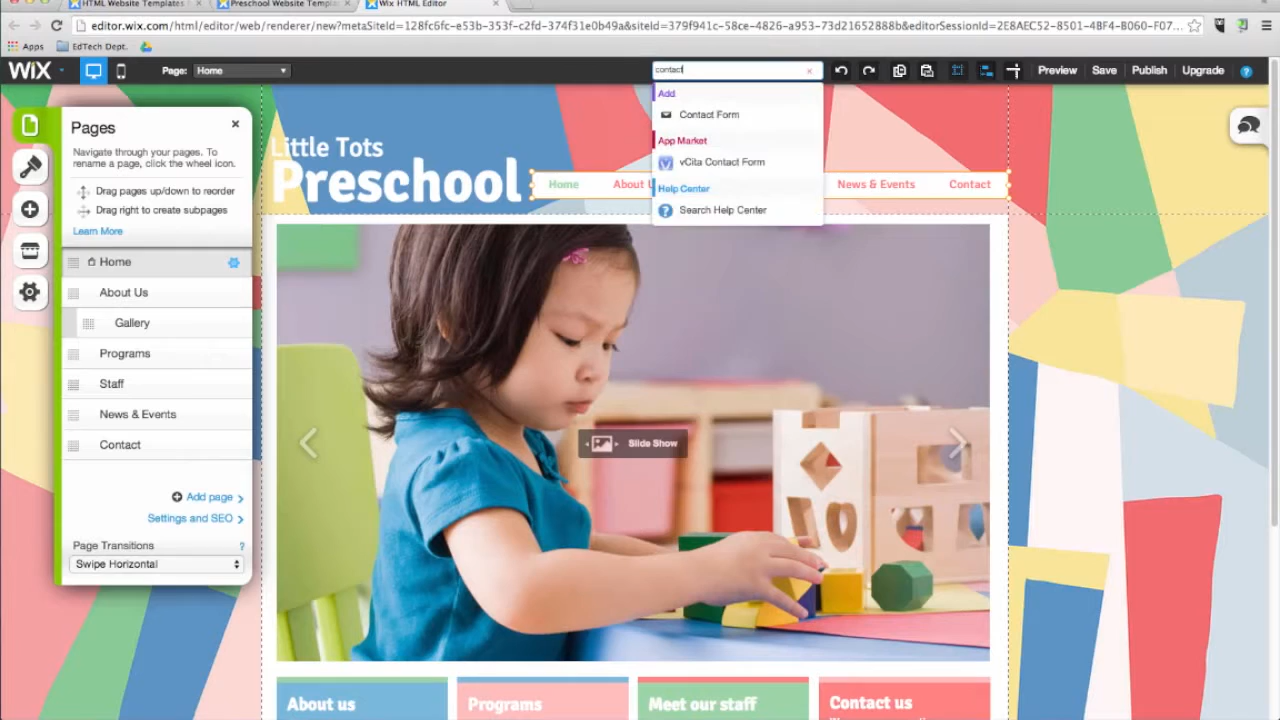 HTML Website Templates
Preschool Website Templ
Wix HTML Editor
editor.wix.com/html/editor/web/renderer/new?metaSiteId=128fc6fc-e53b-353f-c2fd-374f31e0b49a&siteId=379f941c-58ce-4826-a953-73d21652888b&editorSessionId=2E8AEC52-8501-4BF4-B060-F07...
Apps EdTech Dept.
WiX Page: Home contact Preview Save Publish Upgrade ?
Add
Contact Form
App Market
vCita Contact Form
Help Center
Search Help Center
Pages
Navigate through your pages. To
rename a page, click the wheel icon.
Drag pages up/down to reorder
Drag right to create subpages
Learn More
Home
About Us
Gallery
Programs
Staff
News & Events
Contact
Add page
Settings and SEO
Page Transitions ?
Swipe Horizontal
Little Tots
Preschool
Home About U News & Events Contact
Slide Show
About us Programs Meet our staff Contact us